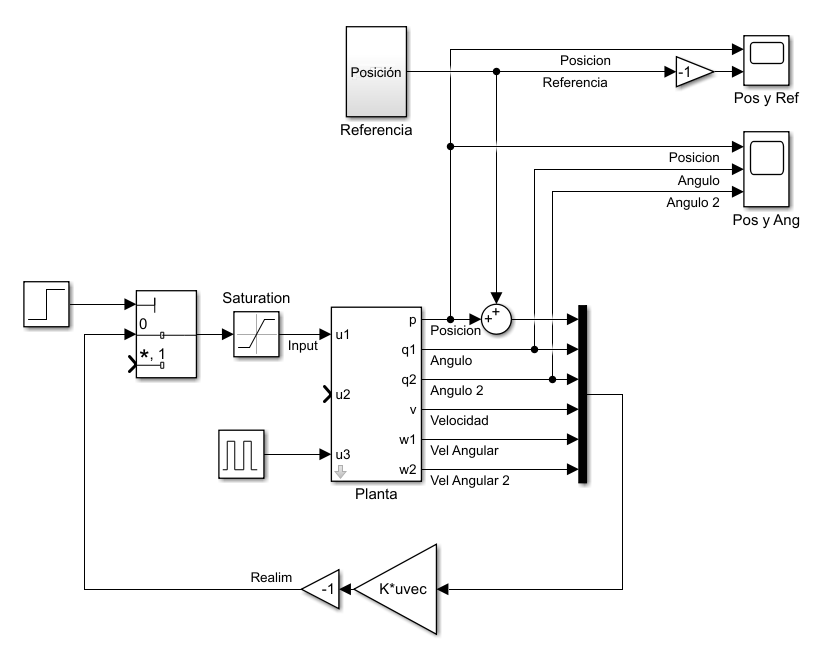 Posición
Referencia
Posicion
Referencia
-1
Pos y Ref
Posicion
Angulo
Angulo 2
Pos y Ang
0
*, 1
Saturation
Input
u1
u2
u3
p
q1
q2
v
w1
w2
Planta
+
+
Posicion
Angulo
Angulo 2
Velocidad
Vel Angular
Vel Angular 2
Realim
-1
K*uvec